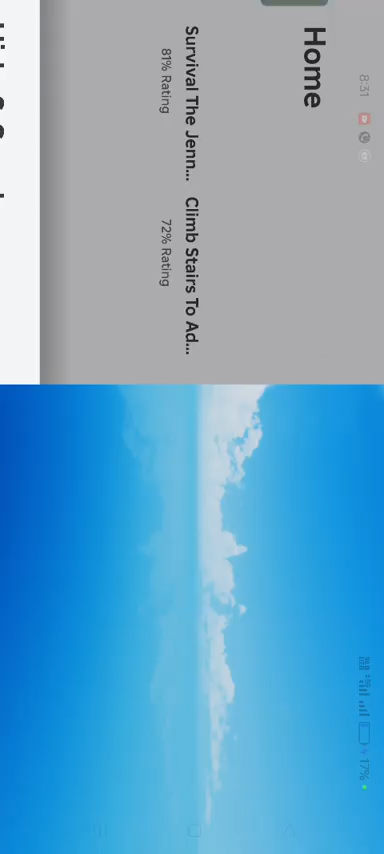 8:31
17%
Home
Survival The Jenn...
Climb Stairs To Ad...
81% Rating
72% Rating